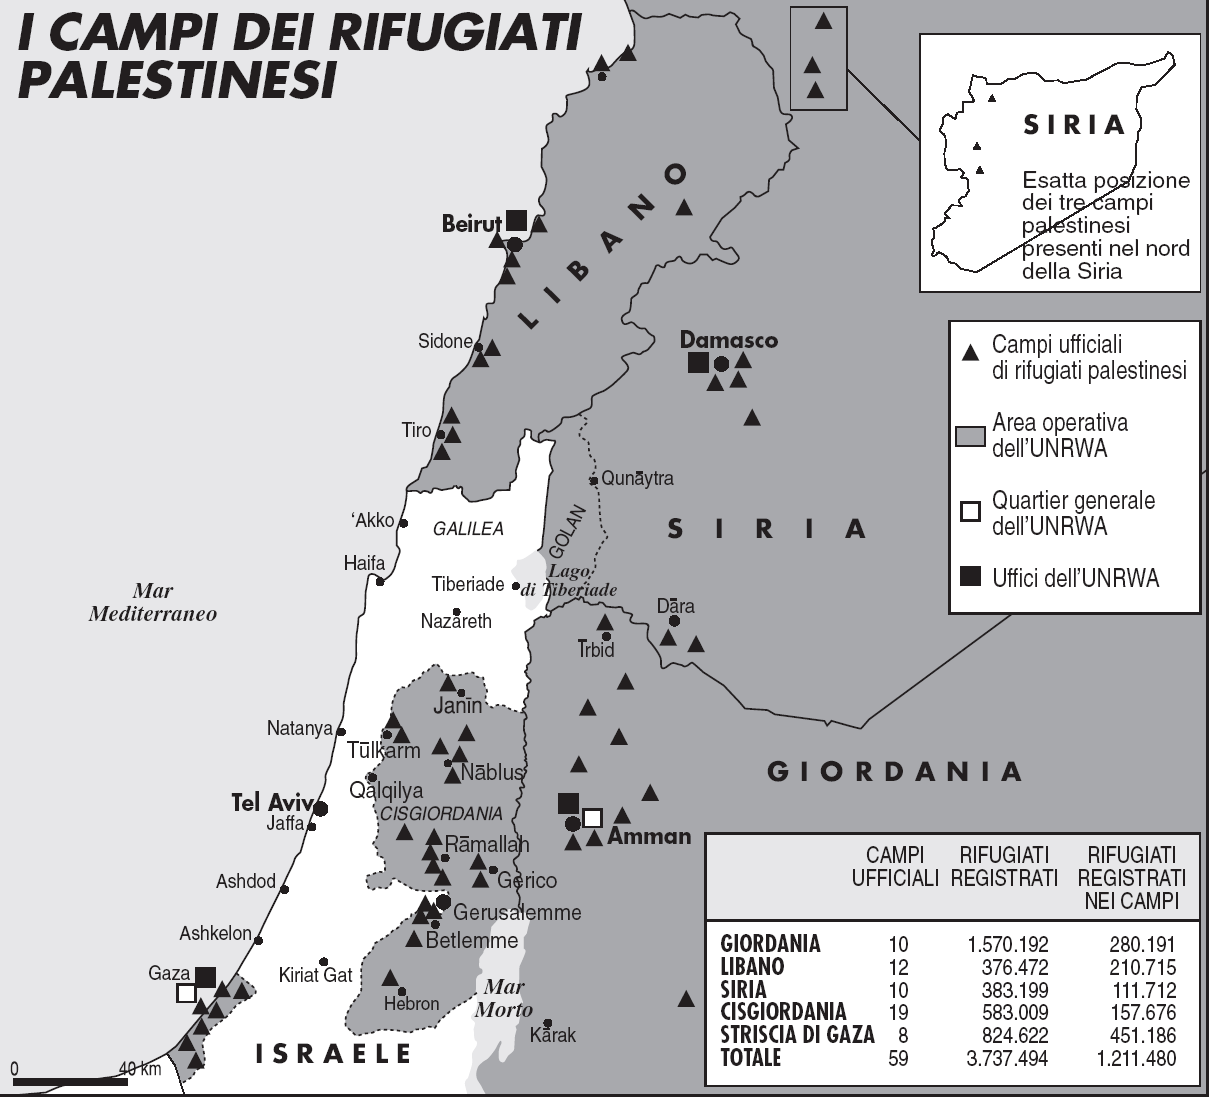 I CAMPI DEI RIFUGIATI
PALESTINESI
SIRIA
Esatta posizione
dei tre campi
palestinesi
presenti nel nord
della Siria
LIBANO
Beirut
Sidone
Damasco
Tiro
Campi ufficiali
di rifugiati palestinesi
Area operativa
dell'UNRWA
Quartier generale
dell'UNRWA
Uffici dell'UNRWA
Qunāytra
'Akko
GALILEA
GOLAN
SIRIA
Haifa
Lago
di Tiberiade
Tiberiade
Mar
Mediterraneo
Nazareth
Dāra
Īrbid
Janīn
Natanya
Tūlkarm
Nāblus
Qalqilya
GIORDANIA
Tel Aviv
Jaffa
CISGIORDANIA
Amman
Rāmallah
Gerico
Ashdod
Gerusalemme
Ashkelon
Betlemme
Gaza
Kiriat Gat
Hebron
Mar
Morto
Karak
ISRAELE
0 40 km
CAMPI RIFUGIATI RIFUGIATI
UFFICIALI REGISTRATI REGISTRATI
NEI CAMPI
GIORDANIA 10 1.570.192 280.191
LIBANO 12 376.472 210.715
SIRIA 10 383.199 111.712
CISGIORDANIA 19 583.009 157.676
STRISCIA DI GAZA 8 824.622 451.186
TOTALE 59 3.737.494 1.211.480